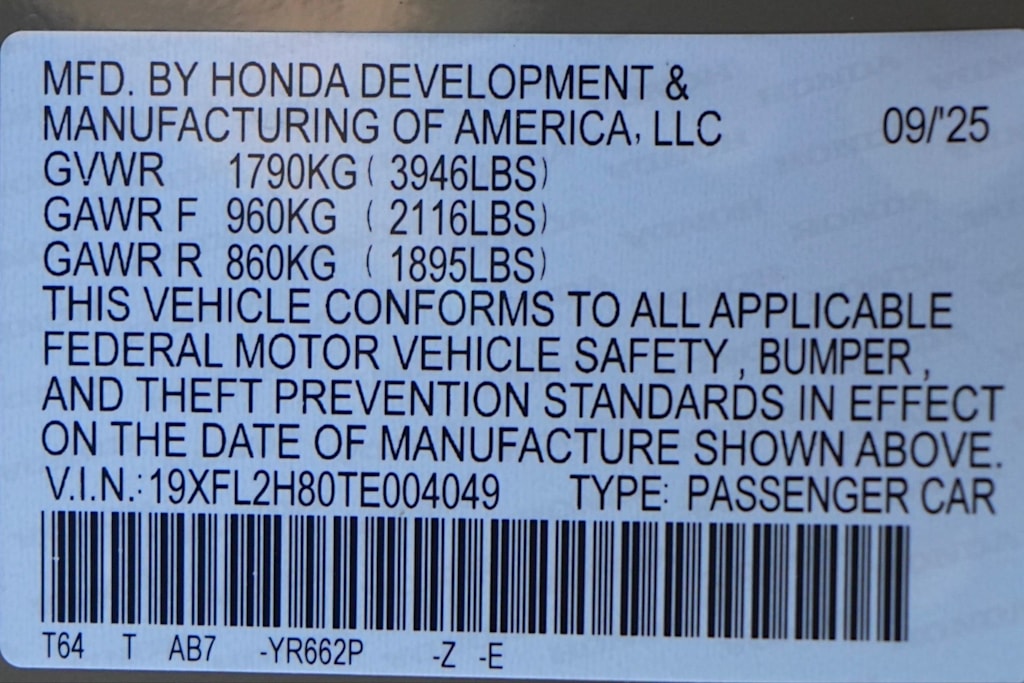 MFD. BY HONDA DEVELOPMENT &
MANUFACTURING OF AMERICA, LLC 09/'25
GVWR 1790KG ( 3946LBS)
GAWR F 960KG ( 2116LBS)
GAWR R 860KG ( 1895LBS)
THIS VEHICLE CONFORMS TO ALL APPLICABLE
FEDERAL MOTOR VEHICLE SAFETY , BUMPER ,
AND THEFT PREVENTION STANDARDS IN EFFECT
ON THE DATE OF MANUFACTURE SHOWN ABOVE.
V.I.N.: 19XFL2H80TE004049 TYPE: PASSENGER CAR
T64 T AB7 -YR662P -Z -E